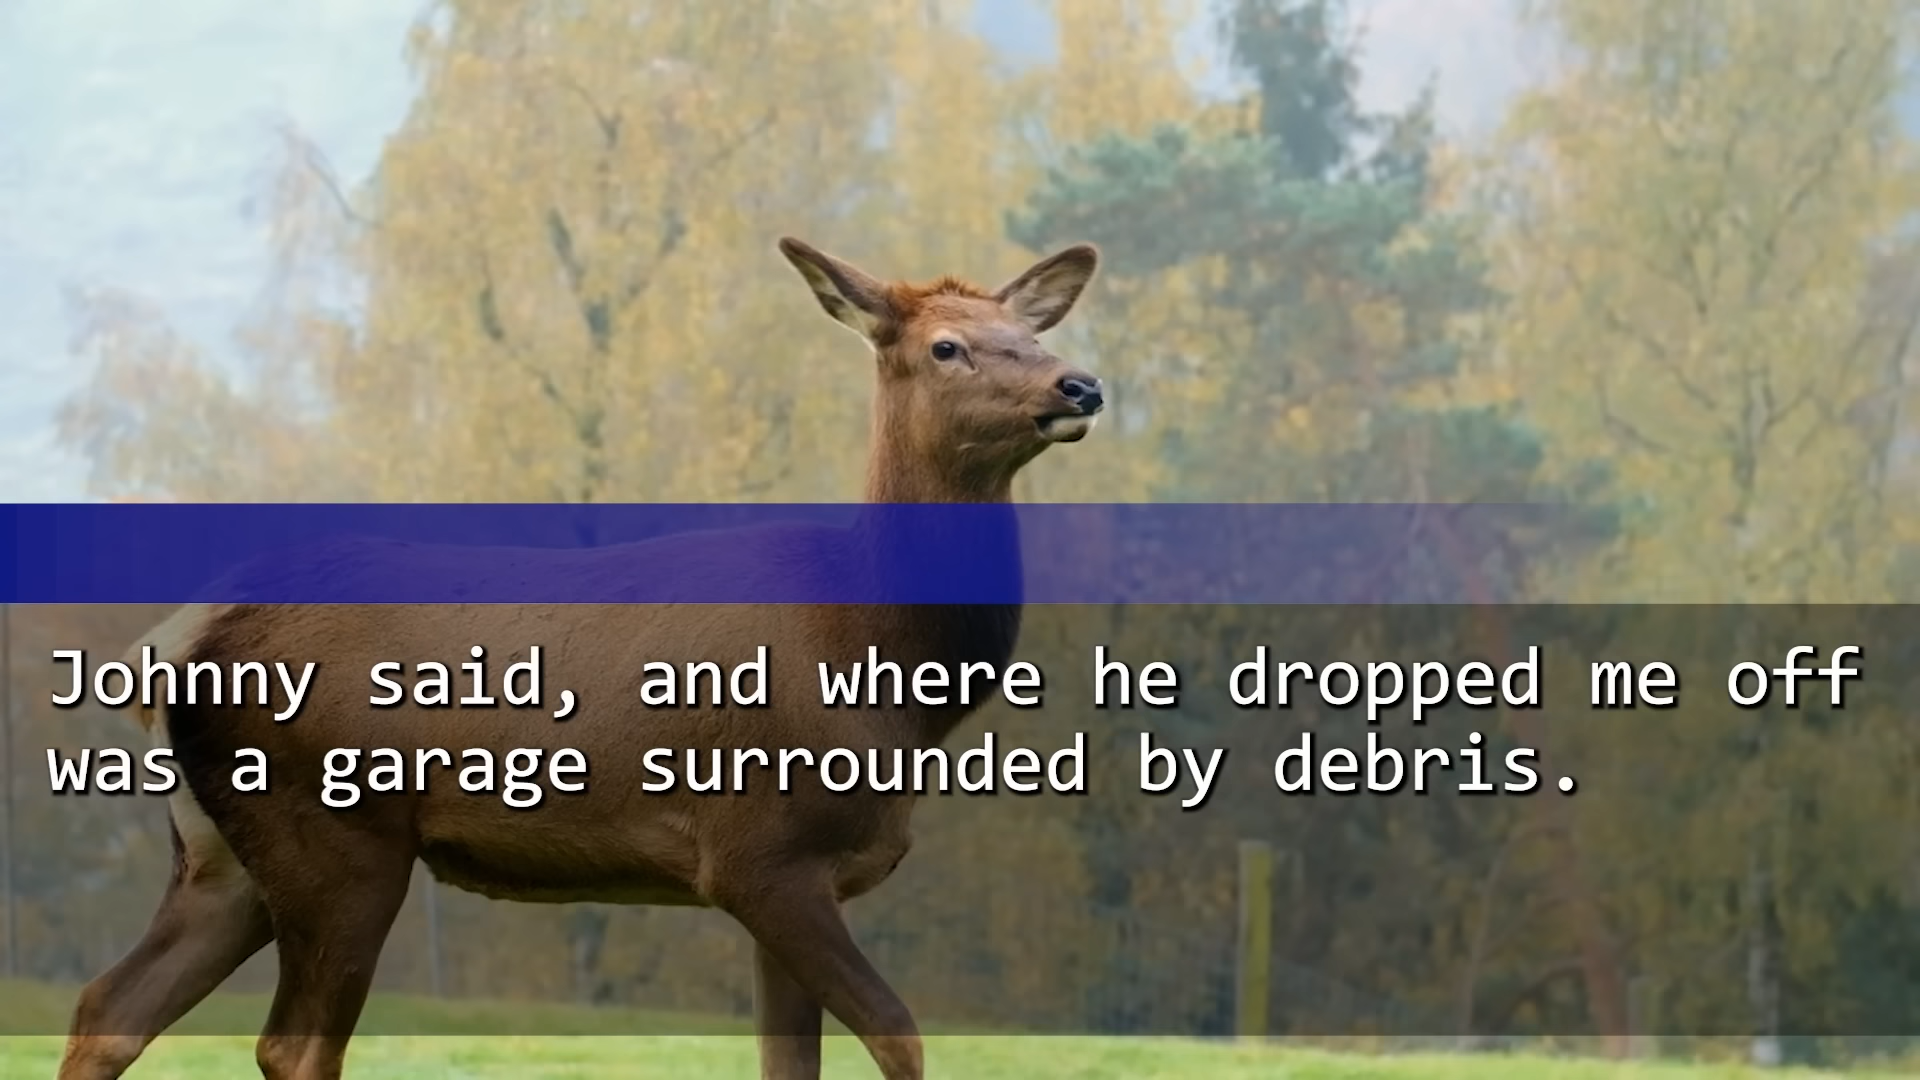 Johnny said, and where he dropped me off
was a garage surrounded by debris.